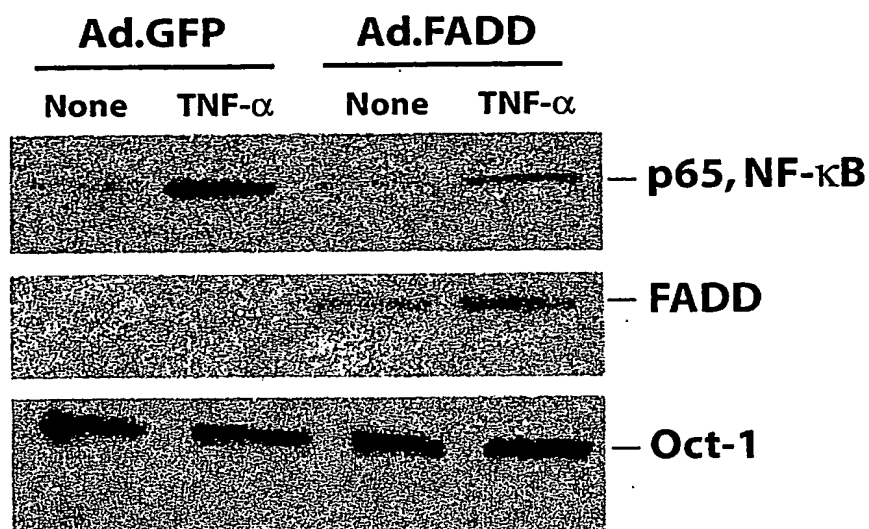 Ad.GFP Ad.FADD
None TNF-α None TNF-α
p65, NF-κB
FADD
Oct-1